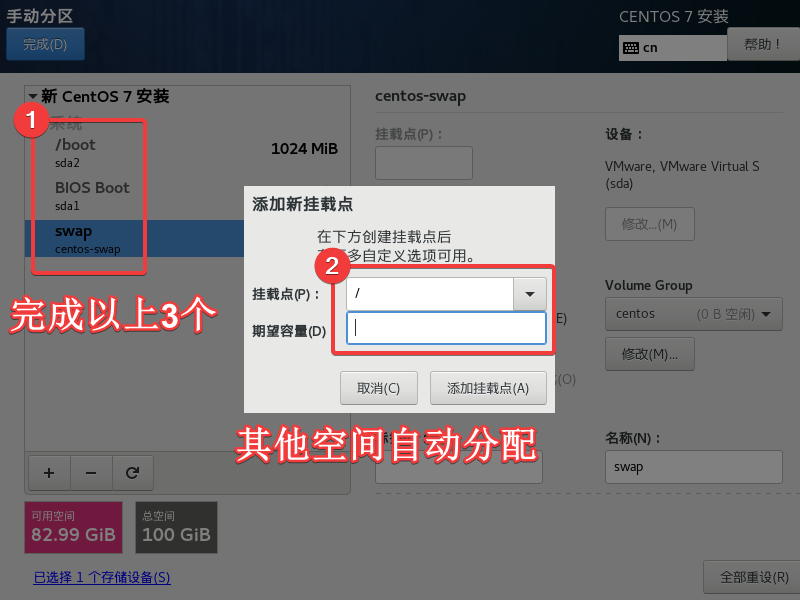 手动分区
CENTOS 7 安装
完成(D)
cn
帮助！
新 CentOS 7 安装
1
系统
/boot
1024 MiB
sda2
BIOS Boot
sda1
swap
centos-swap
完成以上3个
centos-swap
挂载点(P)：
设备：
VMware, VMware Virtual S
(sda)
修改...(M)
Volume Group
centos
(0 B 空闲)
修改(M)...
名称(N)：
swap
添加新挂载点
在下方创建挂载点后
多自定义选项可用。
2
挂载点(P)：
/
期望容量(D)
E)
(O)
取消(C)
添加挂载点(A)
其他空间自动分配
可用空间
82.99 GiB
总空间
100 GiB
已选择 1 个存储设备(S)
全部重设(R)